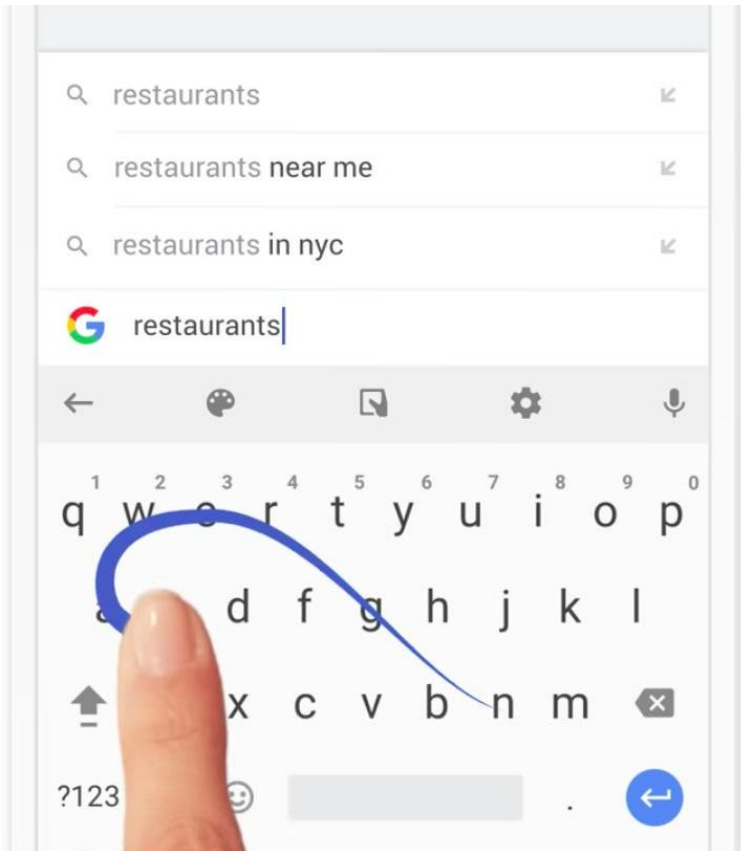 restaurants
restaurants near me
restaurants in nyc
G restaurants
1 2 3 4 5 6 7 8 9 0
q w e r t y u i o p
a d f g h j k l
x c v b n m
?123 .